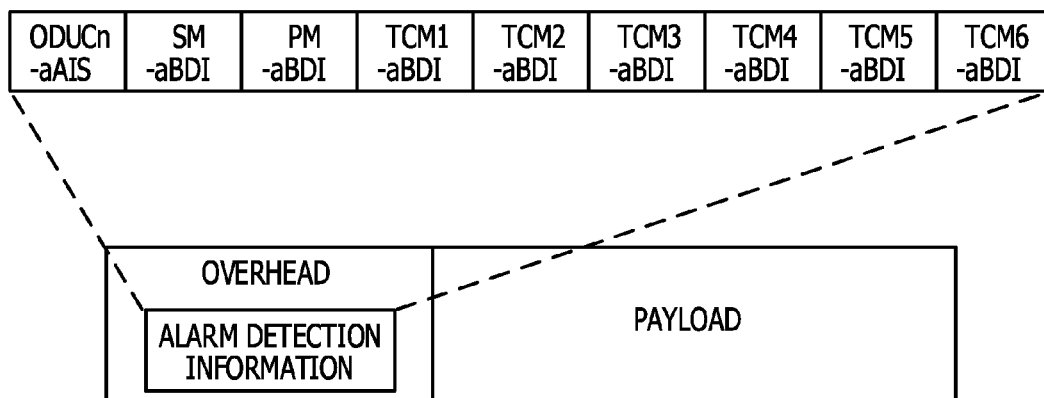 ODUCn SM PM TCM1 TCM2 TCM3 TCM4 TCM5 TCM6
-aAIS -aBDI -aBDI -aBDI -aBDI -aBDI -aBDI -aBDI -aBDI
OVERHEAD
PAYLOAD
ALARM DETECTION
INFORMATION